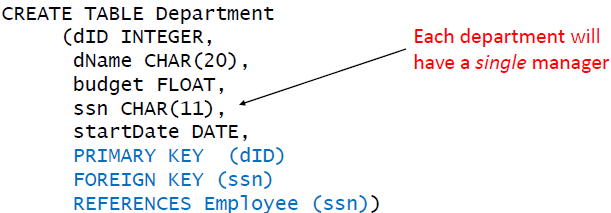 CREATE TABLE Department
(dID INTEGER,
dName CHAR(20),
budget FLOAT,
ssn CHAR(11),
startDate DATE,
PRIMARY KEY (dID)
FOREIGN KEY (ssn)
REFERENCES Employee (ssn))
Each department will
have a single manager